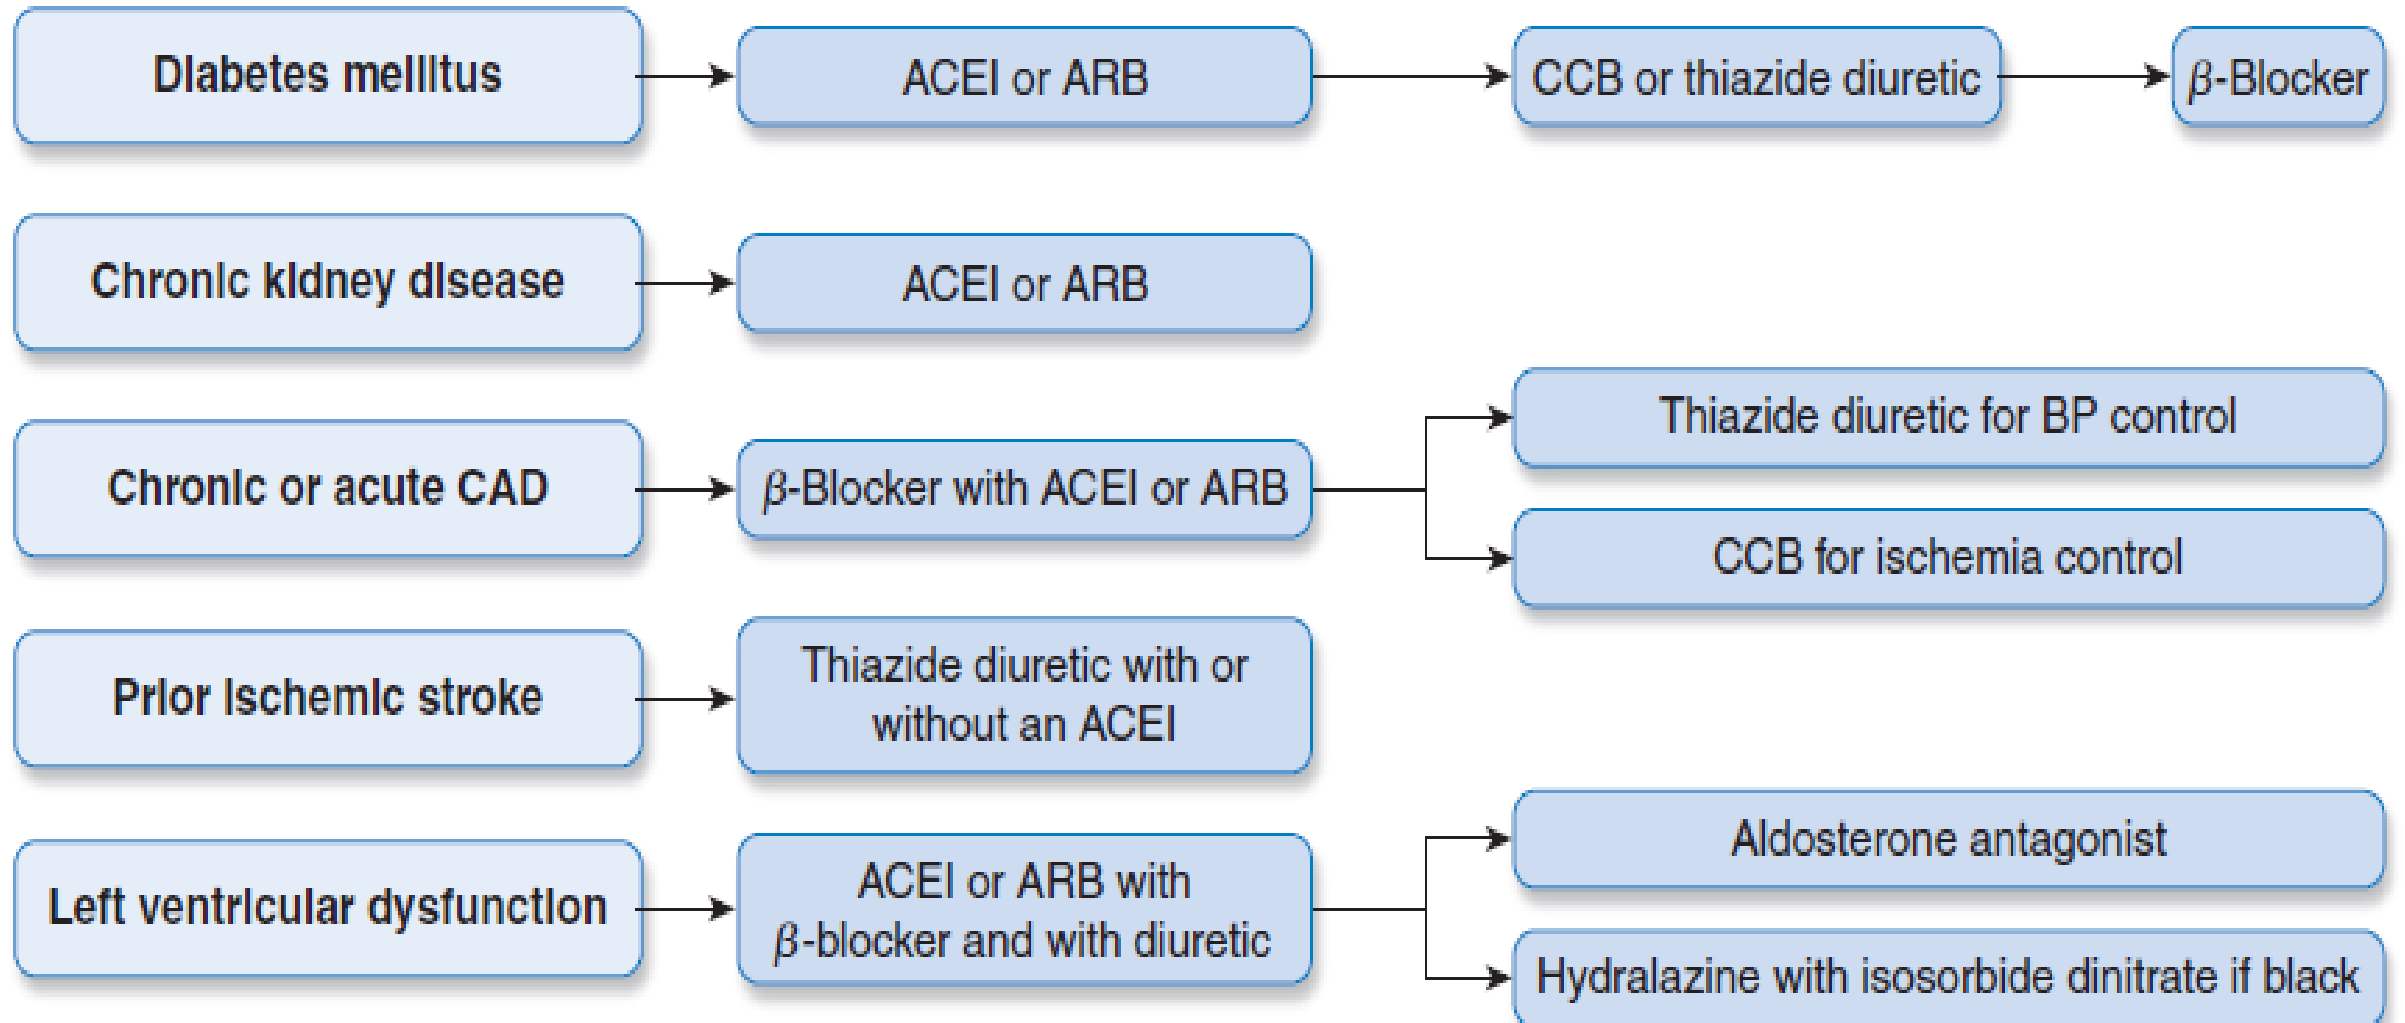 Diabetes mellitus
ACEI or ARB
CCB or thiazide diuretic
β-Blocker
Chronic kidney disease
ACEI or ARB
Chronic or acute CAD
β-Blocker with ACEI or ARB
Thiazide diuretic for BP control
CCB for ischemia control
Prior ischemic stroke
Thiazide diuretic with or
without an ACEI
Left ventricular dysfunction
ACEI or ARB with
β-blocker and with diuretic
Aldosterone antagonist
Hydralazine with isosorbide dinitrate if black